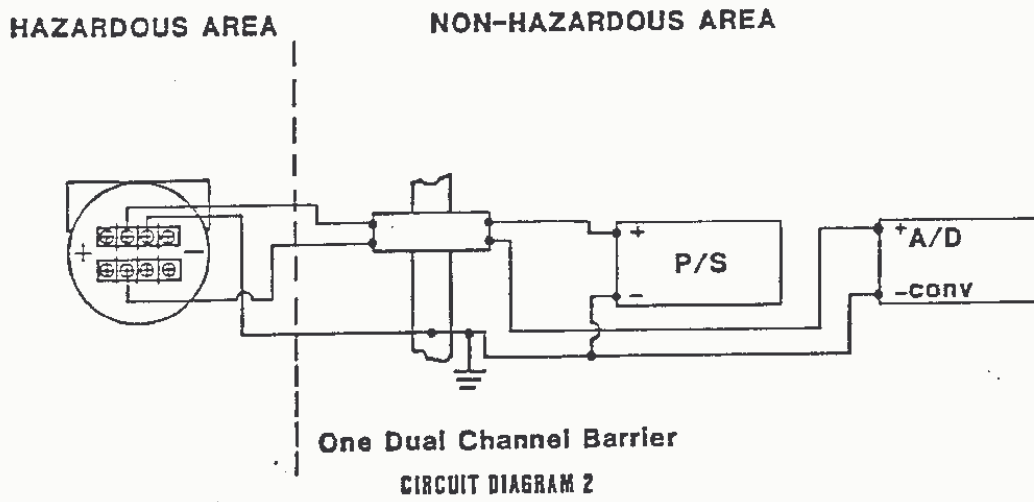 HAZARDOUS AREA
NON-HAZARDOUS AREA
+ -
+
P/S
-
+A/D
-conv
One Dual Channel Barrier
CIRCUIT DIAGRAM 2